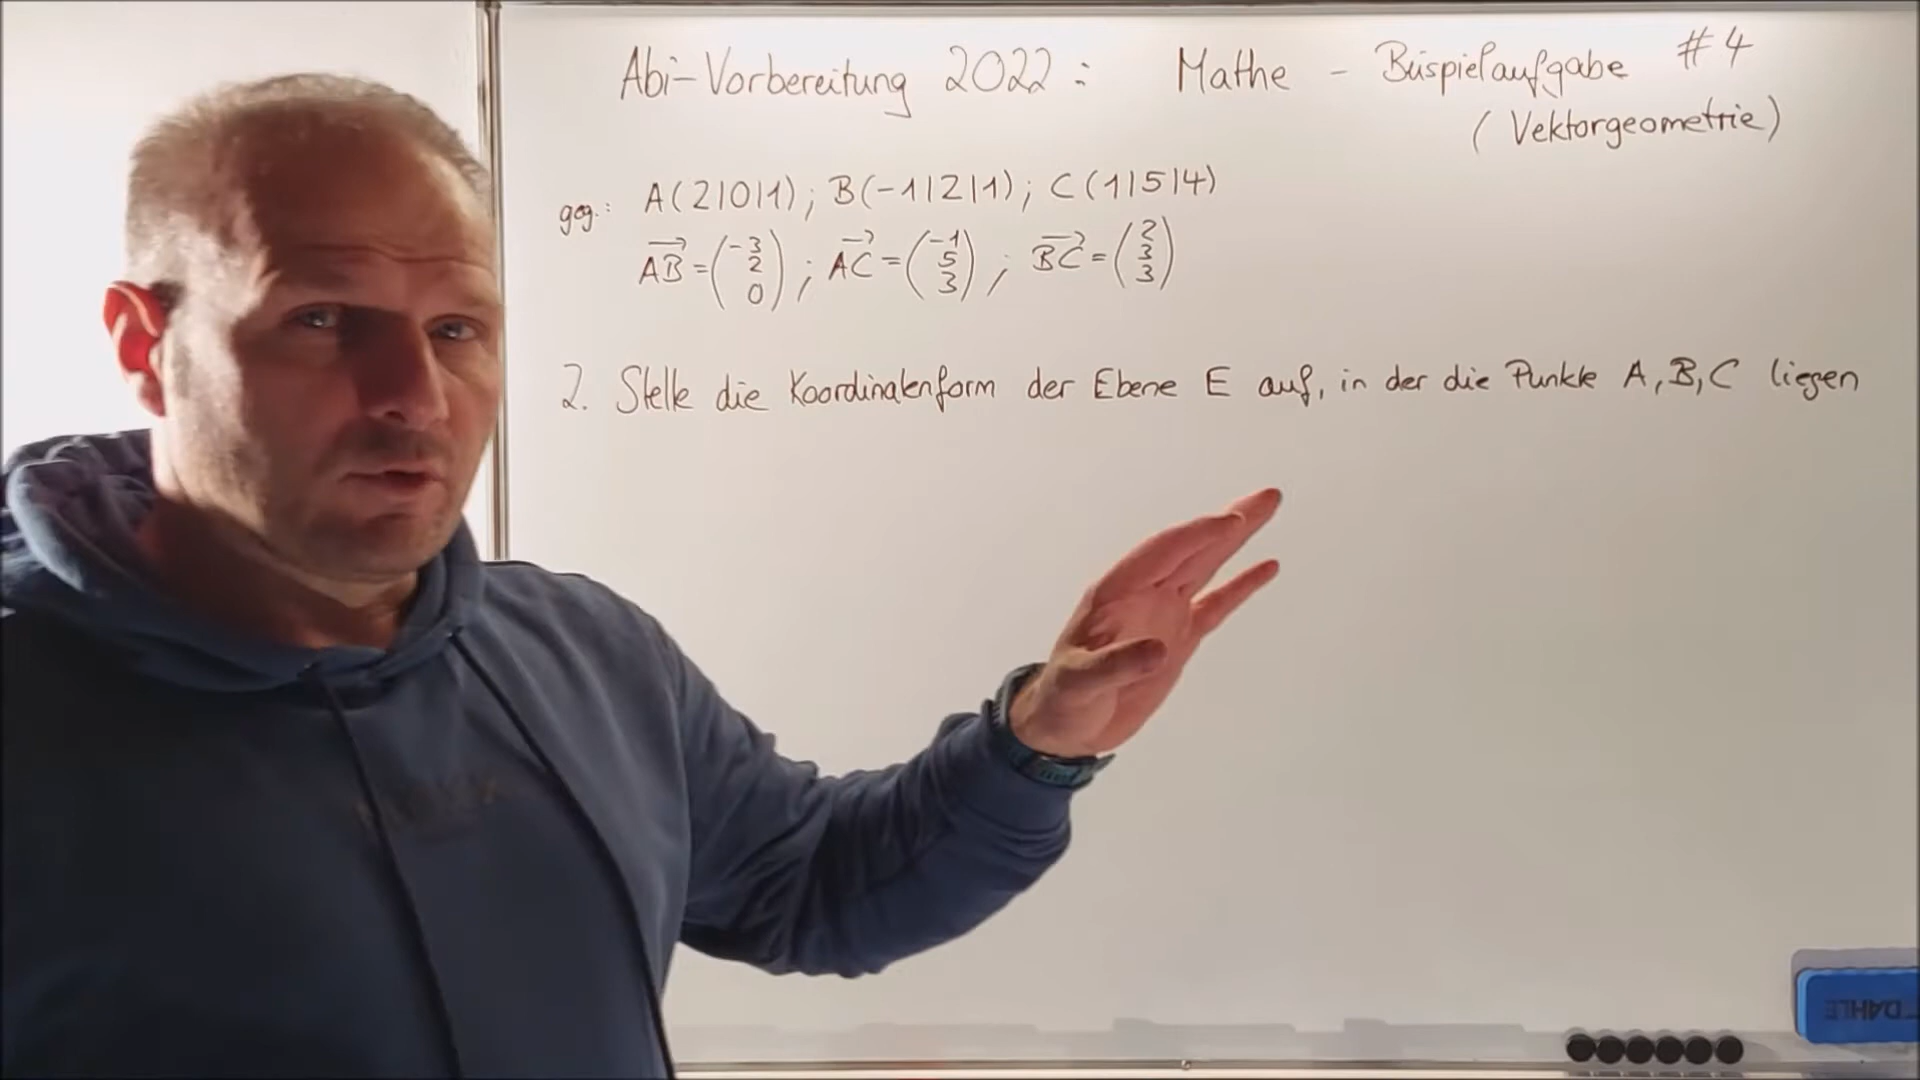 Abi-Vorbereitung 2022: Mathe - Beispielaufgabe #4
(Vektorgeometrie)
geg.: A(2|0|1); B(-1|2|1); C(1|5|4)
AB⃗ = (-3 2 0); AC⃗ = (-1 5 3); BC⃗ = (2 3 3)
2. Stelle die Koordinatenform der Ebene E auf, in der die Punkte A, B, C liegen
DAHLE